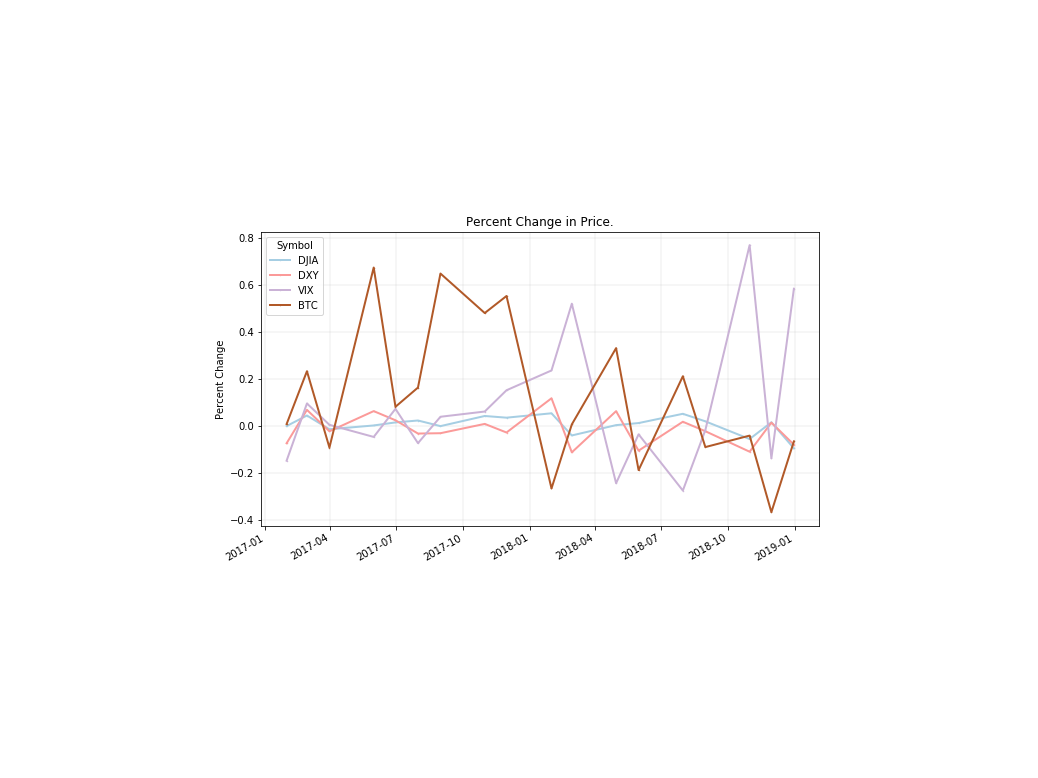 Percent Change in Price.
Percent Change
0.8
0.6
0.4
0.2
0.0
−0.2
−0.4
Symbol
DJIA
DXY
VIX
BTC
2017-01
2017-04
2017-07
2017-10
2018-01
2018-04
2018-07
2018-10
2019-01